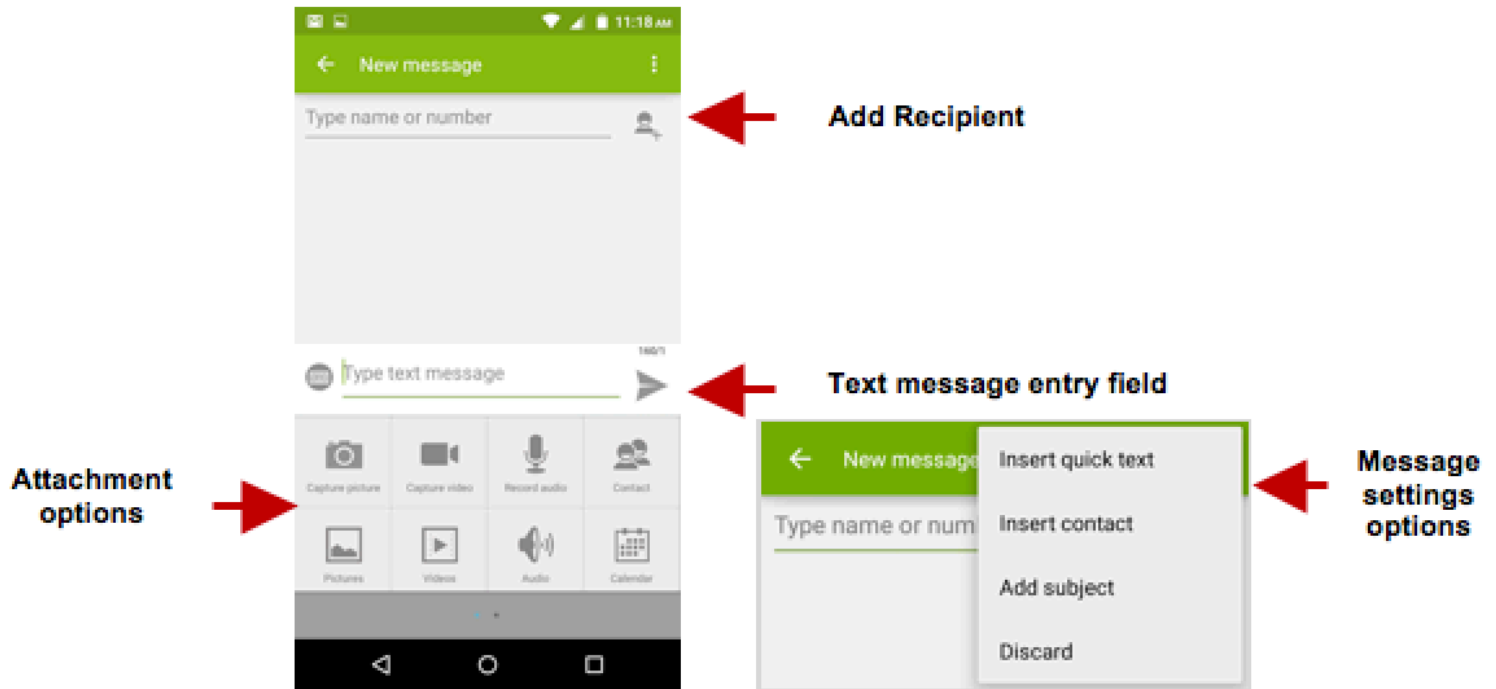 11:18 AM
New message
Type name or number
Add Recipient
160/1
Type text message
Text message entry field
Attachment
options
Capture picture
Capture video
Record audio
Contact
Pictures
Videos
Audio
Calendar
New message
Type name or num
Insert quick text
Insert contact
Add subject
Discard
Message
settings
options